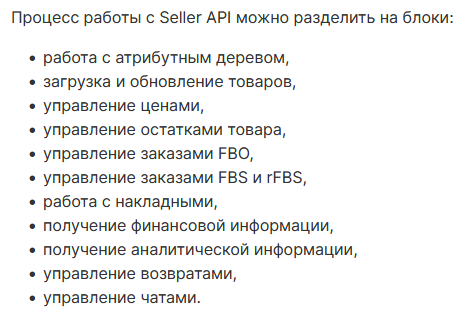 Процесс работы с Seller API можно разделить на блоки:
• работа с атрибутным деревом,
• загрузка и обновление товаров,
• управление ценами,
• управление остатками товара,
• управление заказами FBO,
• управление заказами FBS и rFBS,
• работа с накладными,
• получение финансовой информации,
• получение аналитической информации,
• управление возвратами,
• управление чатами.